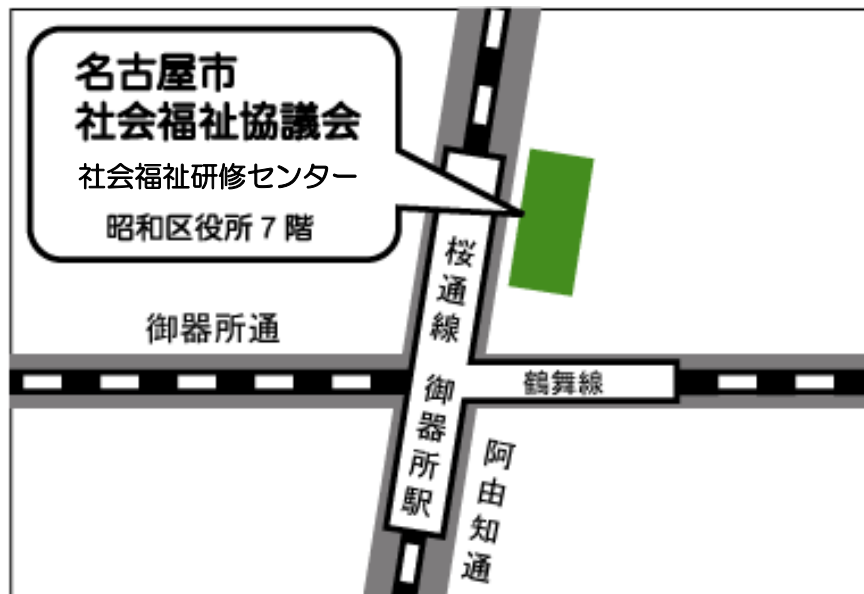 名古屋市
社会福祉協議会
社会福祉研修センター
昭和区役所7階
桜通線 御器所駅
御器所通
鶴舞線
阿由知通